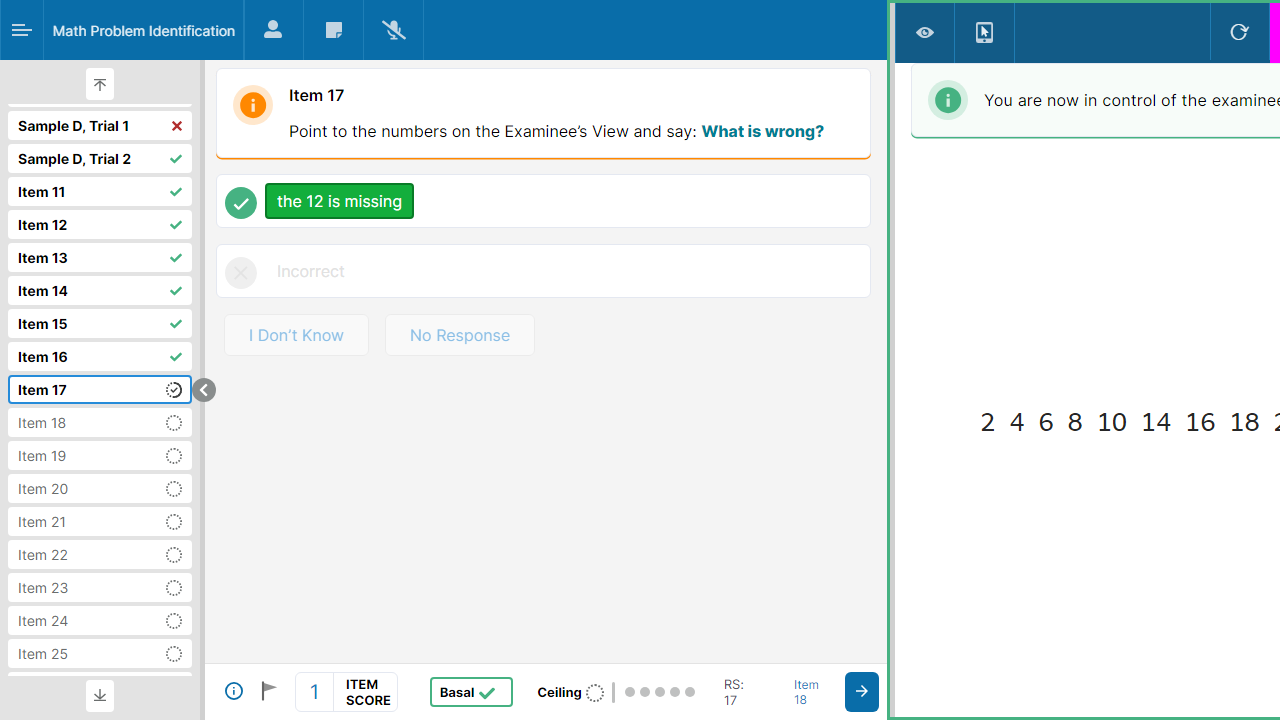 Math Problem Identification
Sample D, Trial 1
Sample D, Trial 2
Item 11
Item 12
Item 13
Item 14
Item 15
Item 16
Item 17
Item 18
Item 19
Item 20
Item 21
Item 22
Item 23
Item 24
Item 25
Item 17
Point to the numbers on the Examinee’s View and say: What is wrong?
the 12 is missing
Incorrect
I Don’t Know
No Response
1
ITEM
SCORE
Basal
Ceiling
RS:
17
Item
18
You are now in control of the examinee
2 4 6 8 10 14 16 18